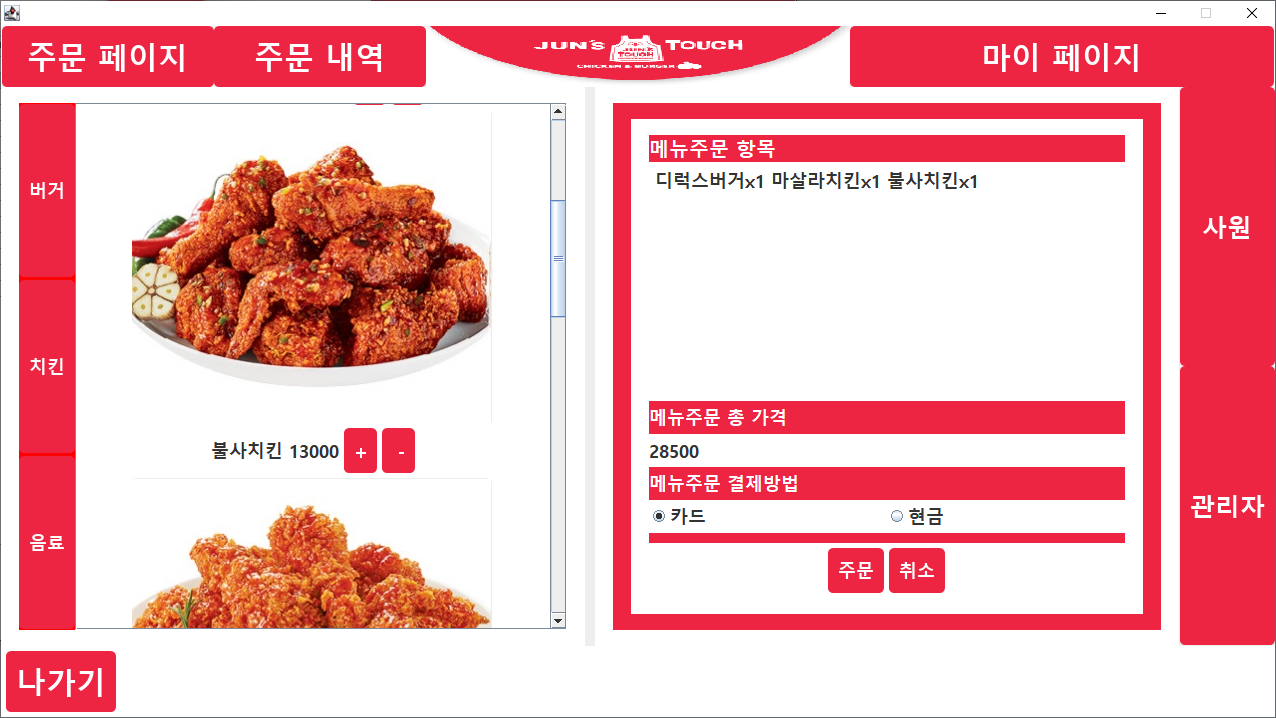 주문 페이지
주문 내역
JUN'S TOUCH
JUN'S
TOUCH
CHICKEN & BURGER
마이 페이지
버거
치킨
음료
불사치킨 13000 + -
메뉴주문 항목
디럭스버거x1 마살라치킨x1 불사치킨x1
메뉴주문 총 가격
28500
메뉴주문 결제방법
카드 현금
주문 취소
사원
관리자
나가기